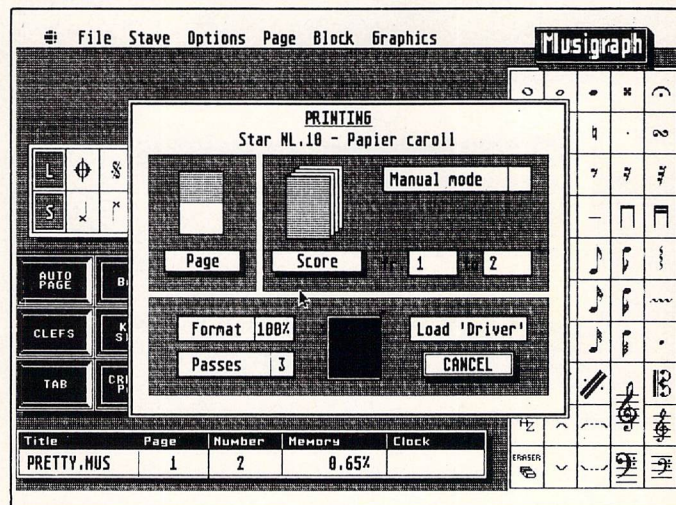 File Stave Options Page Block Graphics
Musigraph
PRINTING
Star NL.10 - Papier caroll
Manual mode
Page
Score
1
2
Format 100%
Passes 3
Load 'Driver'
CANCEL
L
S
AUTO PAGE
CLEFS
TAB
ERASER
Title Page Number Memory Clock
PRETTY.MUS 1 2 0.65%